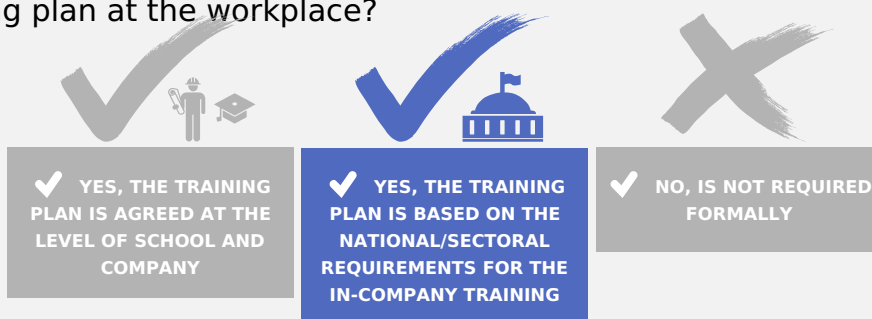 g plan at the workplace?
YES, THE TRAINING
PLAN IS AGREED AT THE
LEVEL OF SCHOOL AND
COMPANY
YES, THE TRAINING
PLAN IS BASED ON THE
NATIONAL/SECTORAL
REQUIREMENTS FOR THE
IN-COMPANY TRAINING
NO, IS NOT REQUIRED
FORMALLY